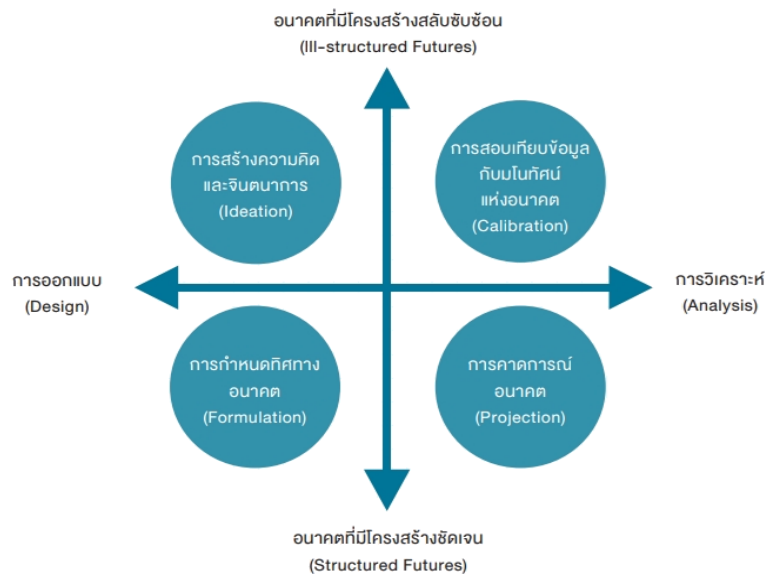 อนาคตที่มีโครงสร้างสลับซับซ้อน
(Ill-structured Futures)
การสร้างความคิด
และจินตนาการ
(Ideation)
การสอบเทียบข้อมูล
กับมโนทัศน์
แห่งอนาคต
(Calibration)
การออกแบบ
(Design)
การวิเคราะห์
(Analysis)
การกำหนดทิศทาง
อนาคต
(Formulation)
การคาดการณ์
อนาคต
(Projection)
อนาคตที่มีโครงสร้างชัดเจน
(Structured Futures)